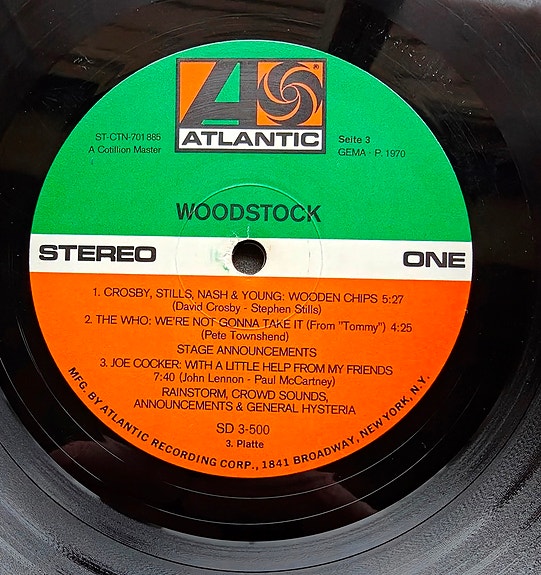 ATLANTIC
®
ST-CTN-701 885
A Cotillion Master
Seite 3
GEMA · P. 1970
WOODSTOCK
STEREO ONE
1. CROSBY, STILLS, NASH & YOUNG: WOODEN CHIPS 5:27
(David Crosby - Stephen Stills)
2. THE WHO: WE'RE NOT GONNA TAKE IT (From "Tommy") 4:25
(Pete Townshend)
STAGE ANNOUNCEMENTS
3. JOE COCKER: WITH A LITTLE HELP FROM MY FRIENDS
7:40 (John Lennon - Paul McCartney)
RAINSTORM, CROWD SOUNDS,
ANNOUNCEMENTS & GENERAL HYSTERIA
SD 3-500
3. Platte
MFG. BY ATLANTIC RECORDING CORP., 1841 BROADWAY, NEW YORK, N.Y.